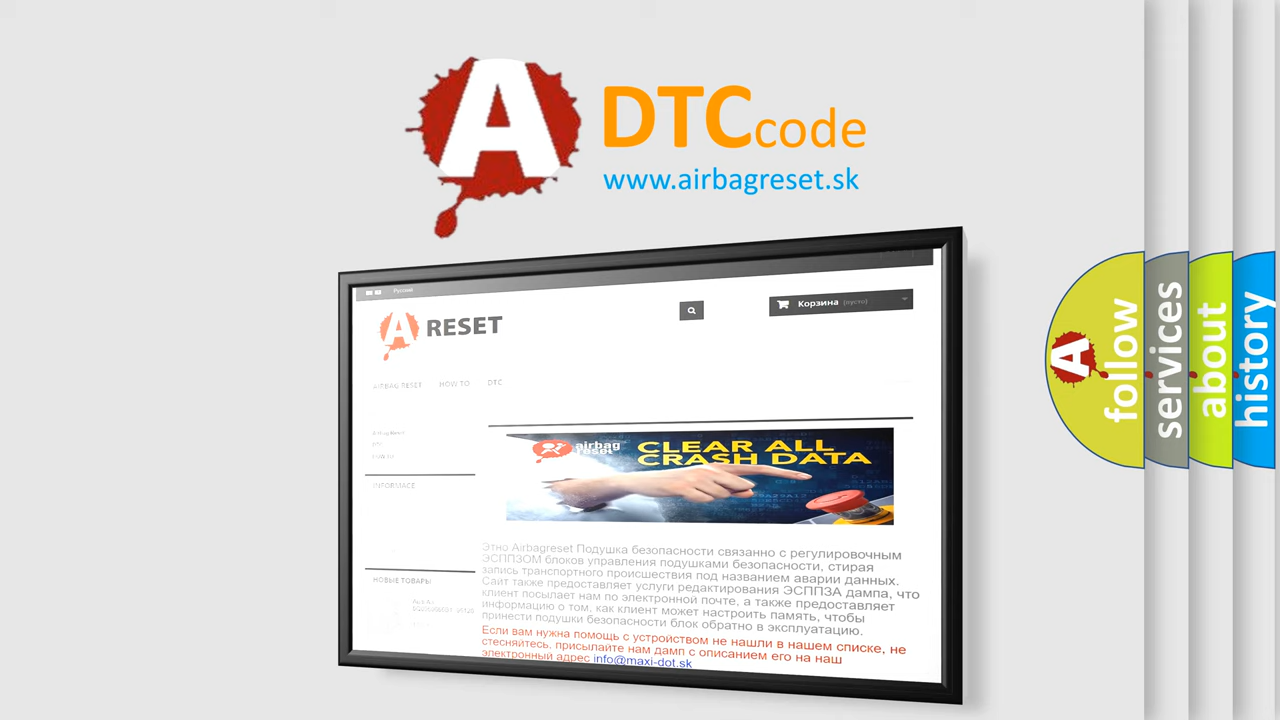 A DTC code
www.airbagreset.sk
Русский
A RESET
Корзина (пусто)
AIRBAG RESET HOW TO DTC
INFORMACE
airbag
reset
CLEAR ALL
CRASH DATA
Этно Airbagreset Подушка безопасности связанно с регулировочным
ЭСППЗОМ блоков управления подушками безопасности, стирая
запись транспортного происшествия под названием аварии данных.
Сайт также предоставляет услуги редактирования ЭСППЗА дампа, что
клиент посылает нам по электронной почте, а также предоставляет
информацию о том, как клиент может настроить память, чтобы
принести подушки безопасности блок обратно в эксплуатацию.
Если вам нужна помощь с устройством не нашли в нашем списке, не
стесняйтесь, присылайте нам дамп с описанием его на наш
электронный адрес info@maxi-dot.sk
НОВЫЕ ТОВАРЫ
A follow
services
about
history